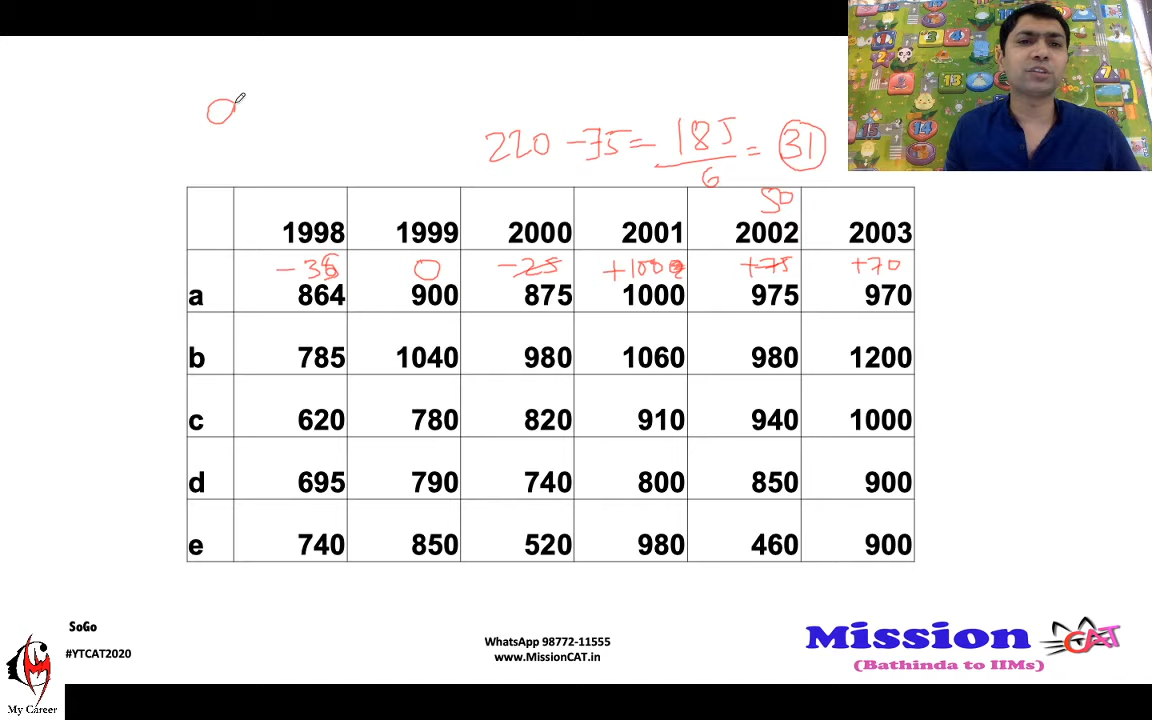 220 - 35 = 185 = 31
6
50
1998 1999 2000 2001 2002 2003
0 -25 +75 +70
a 864 900 875 1000 975 970
b 785 1040 980 1060 980 1200
c 620 780 820 910 940 1000
d 695 790 740 800 850 900
e 740 850 520 980 460 900
SoGo
#YTCAT2020
My Career
WhatsApp 98772-11555
www.MissionCAT.in
Mission CAT
(Bathinda to IIMs)